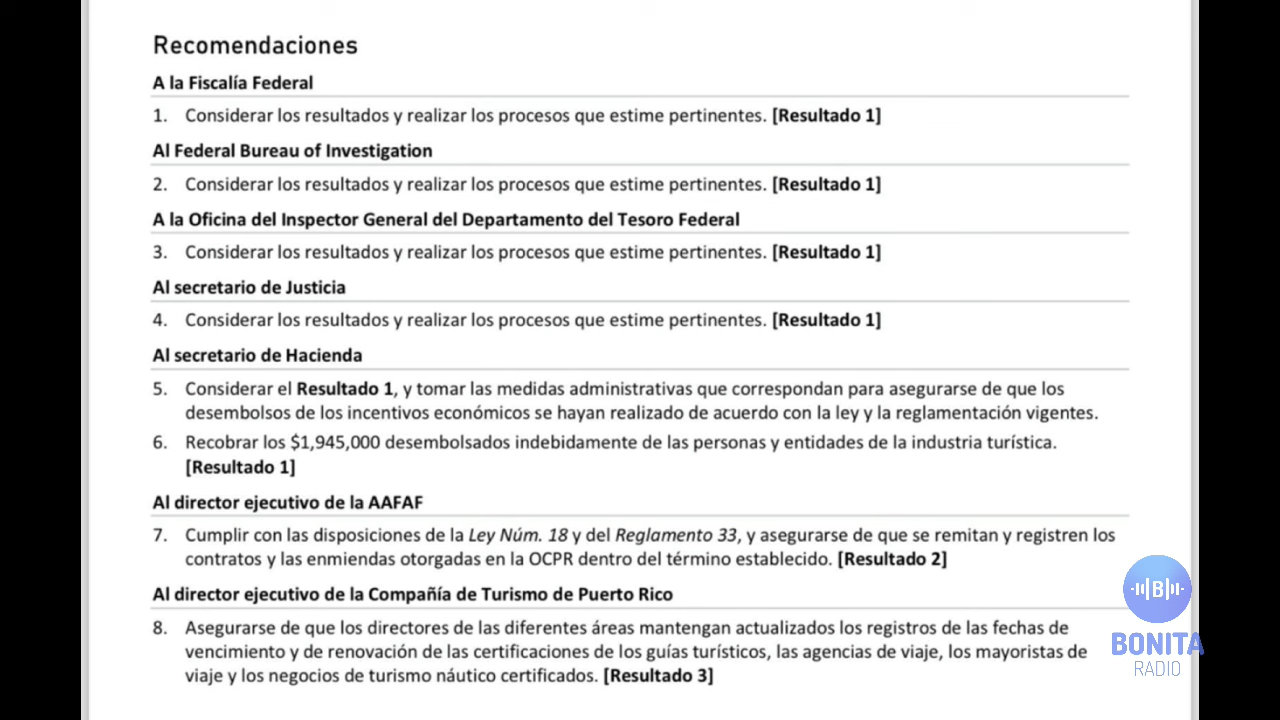 Recomendaciones
A la Fiscalía Federal
1. Considerar los resultados y realizar los procesos que estime pertinentes. [Resultado 1]
Al Federal Bureau of Investigation
2. Considerar los resultados y realizar los procesos que estime pertinentes. [Resultado 1]
A la Oficina del Inspector General del Departamento del Tesoro Federal
3. Considerar los resultados y realizar los procesos que estime pertinentes. [Resultado 1]
Al secretario de Justicia
4. Considerar los resultados y realizar los procesos que estime pertinentes. [Resultado 1]
Al secretario de Hacienda
5. Considerar el Resultado 1, y tomar las medidas administrativas que correspondan para asegurarse de que los
desembolsos de los incentivos económicos se hayan realizado de acuerdo con la ley y la reglamentación vigentes.
6. Recobrar los $1,945,000 desembolsados indebidamente de las personas y entidades de la industria turística.
[Resultado 1]
Al director ejecutivo de la AAFAF
7. Cumplir con las disposiciones de la Ley Núm. 18 y del Reglamento 33, y asegurarse de que se remitan y registren los
contratos y las enmiendas otorgadas en la OCPR dentro del término establecido. [Resultado 2]
Al director ejecutivo de la Compañía de Turismo de Puerto Rico
8. Asegurarse de que los directores de las diferentes áreas mantengan actualizados los registros de las fechas de
vencimiento y de renovación de las certificaciones de los guías turísticos, las agencias de viaje, los mayoristas de
viaje y los negocios de turismo náutico certificados. [Resultado 3]
B
BONITA
RADIO